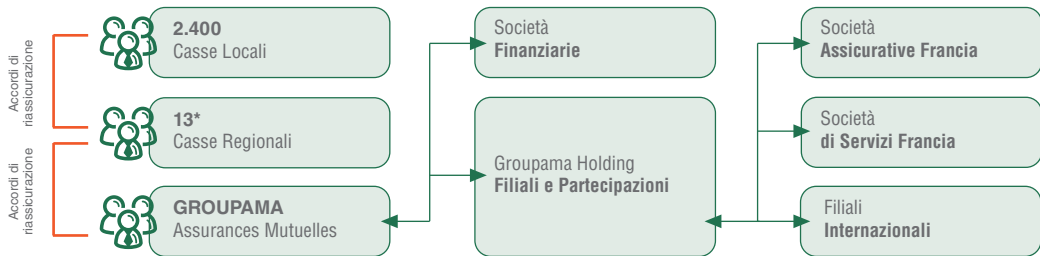 Accordi di
riassicurazione
2.400
Casse Locali
13*
Casse Regionali
Accordi di
riassicurazione
GROUPAMA
Assurances Mutuelles
Società
Finanziarie
Groupama Holding
Filiali e Partecipazioni
Società
Assicurative Francia
Società
di Servizi Francia
Filiali
Internazionali